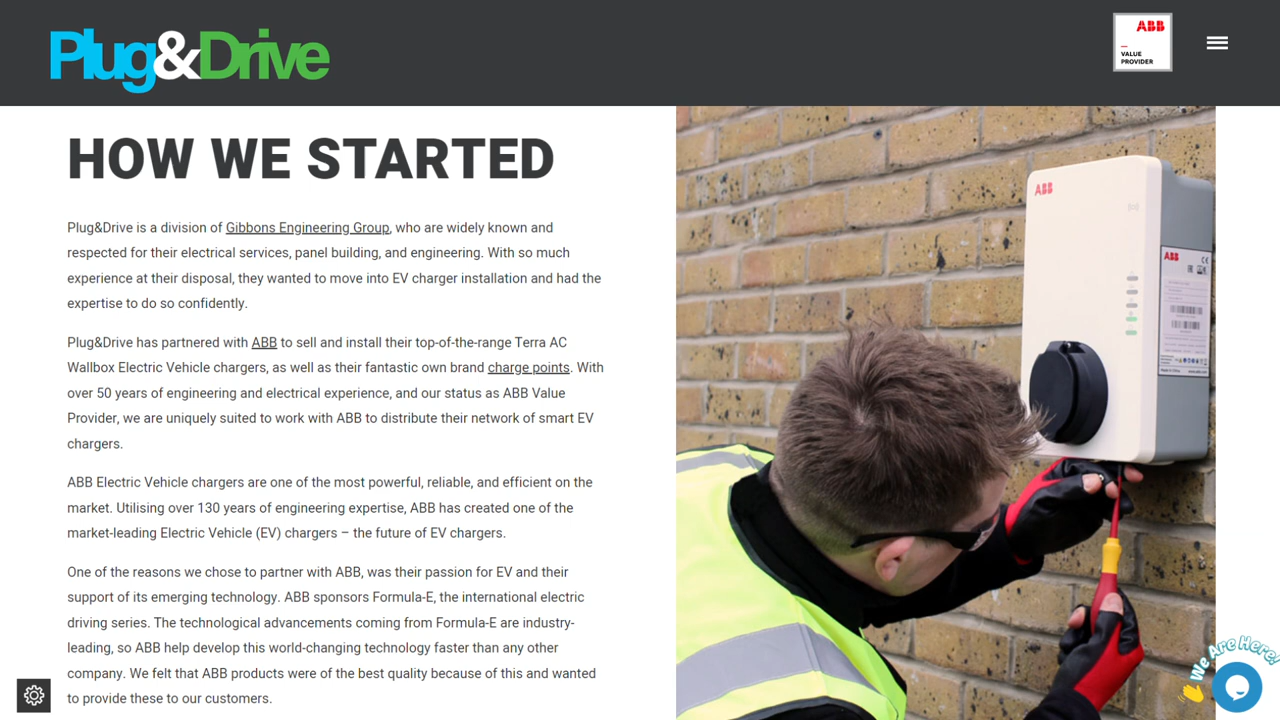 Plug&Drive
ABB
VALUE
PROVIDER
HOW WE STARTED
Plug&Drive is a division of Gibbons Engineering Group, who are widely known and
respected for their electrical services, panel building, and engineering. With so much
experience at their disposal, they wanted to move into EV charger installation and had the
expertise to do so confidently.
Plug&Drive has partnered with ABB to sell and install their top-of-the-range Terra AC
Wallbox Electric Vehicle chargers, as well as their fantastic own brand charge points. With
over 50 years of engineering and electrical experience, and our status as ABB Value
Provider, we are uniquely suited to work with ABB to distribute their network of smart EV
chargers.
ABB Electric Vehicle chargers are one of the most powerful, reliable, and efficient on the
market. Utilising over 130 years of engineering expertise, ABB has created one of the
market-leading Electric Vehicle (EV) chargers – the future of EV chargers.
One of the reasons we chose to partner with ABB, was their passion for EV and their
support of its emerging technology. ABB sponsors Formula-E, the international electric
driving series. The technological advancements coming from Formula-E are industry-
leading, so ABB help develop this world-changing technology faster than any other
company. We felt that ABB products were of the best quality because of this and wanted
to provide these to our customers.
ABB
ABB
CE
We Are Here!